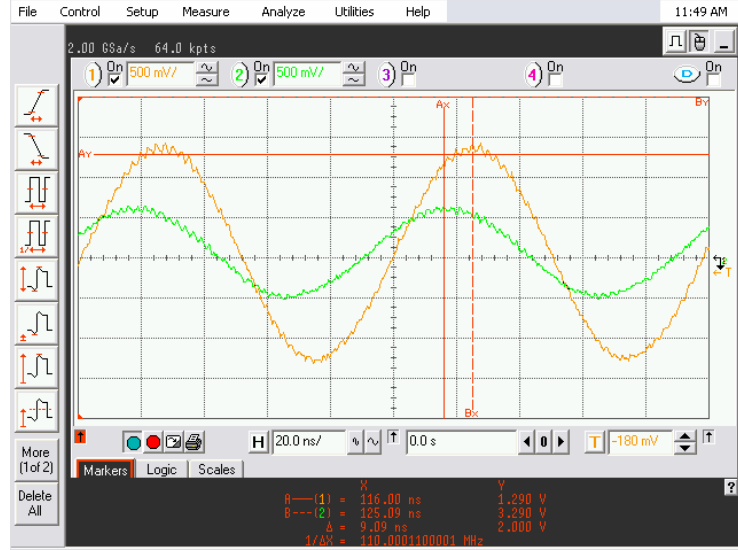 File Control Setup Measure Analyze Utilities Help 11:49 AM
2.00 GSa/s 64.0 kpts
1) On 500 mV/ 2) On 500 mV/ 3) On 4) On D On
Ax By
Ay
2
T
1/
Bx
More
(1of 2)
H 20.0 ns/ 0.0 s 0 T -180 mV
Markers Logic Scales
Delete
All
?
X Y
A——(1) = 116.00 ns 1.290 V
B---(2) = 125.09 ns 3.290 V
Δ = 9.09 ns 2.000 V
1/ΔX = 110.0001100001 MHz